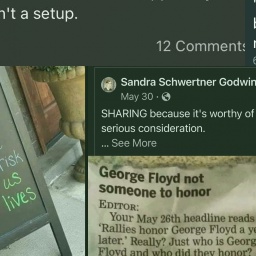 n't a setup.
12 Comments
Sandra Schwertner Godwin
May 30 ·
SHARING because it's worthy of
serious consideration.
... See More
risk
us
lives
George Floyd not
someone to honor
EDITOR:
Your May 26th headline reads
'Rallies honor George Floyd a ye
later.' Really? Just who is Georg
Floyd and who did they honor?